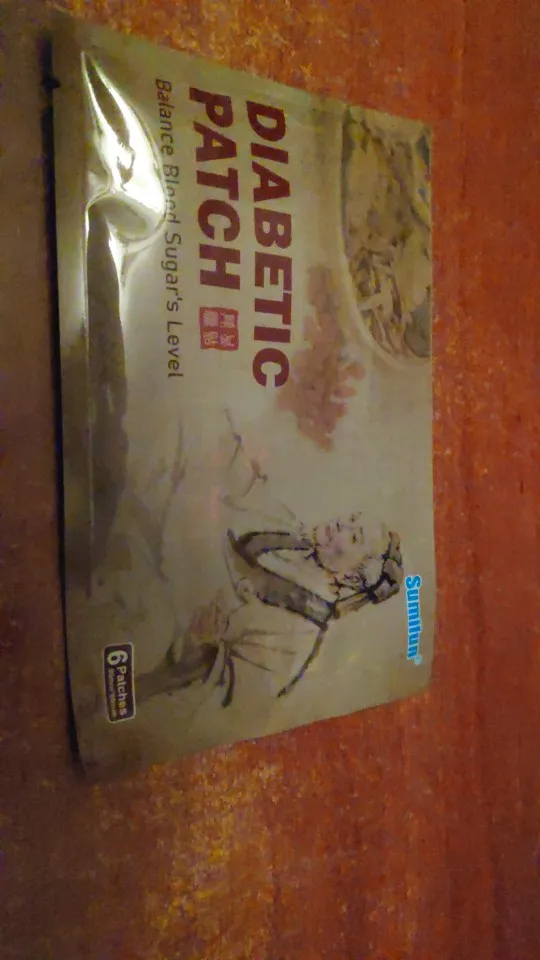 Sumifun®
DIABETIC
PATCH
Balance Blood Sugar's Level
6 Patches